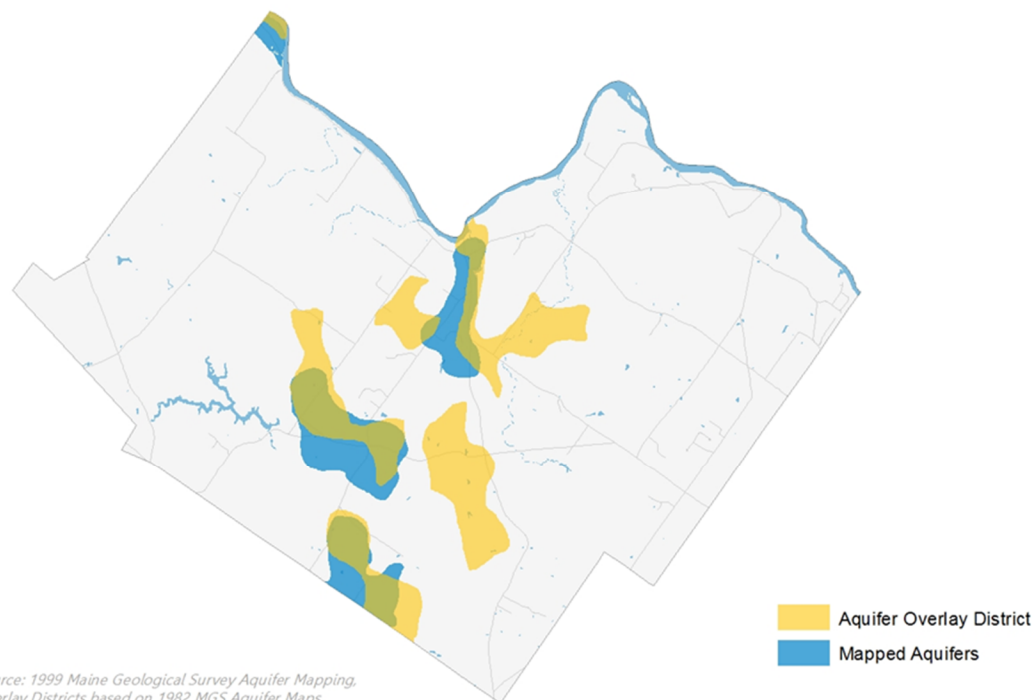 Aquifer Overlay District
Mapped Aquifers
rce: 1999 Maine Geological Survey Aquifer Mapping,
rlay Districts based on 1982 MGS Aquifer Maps